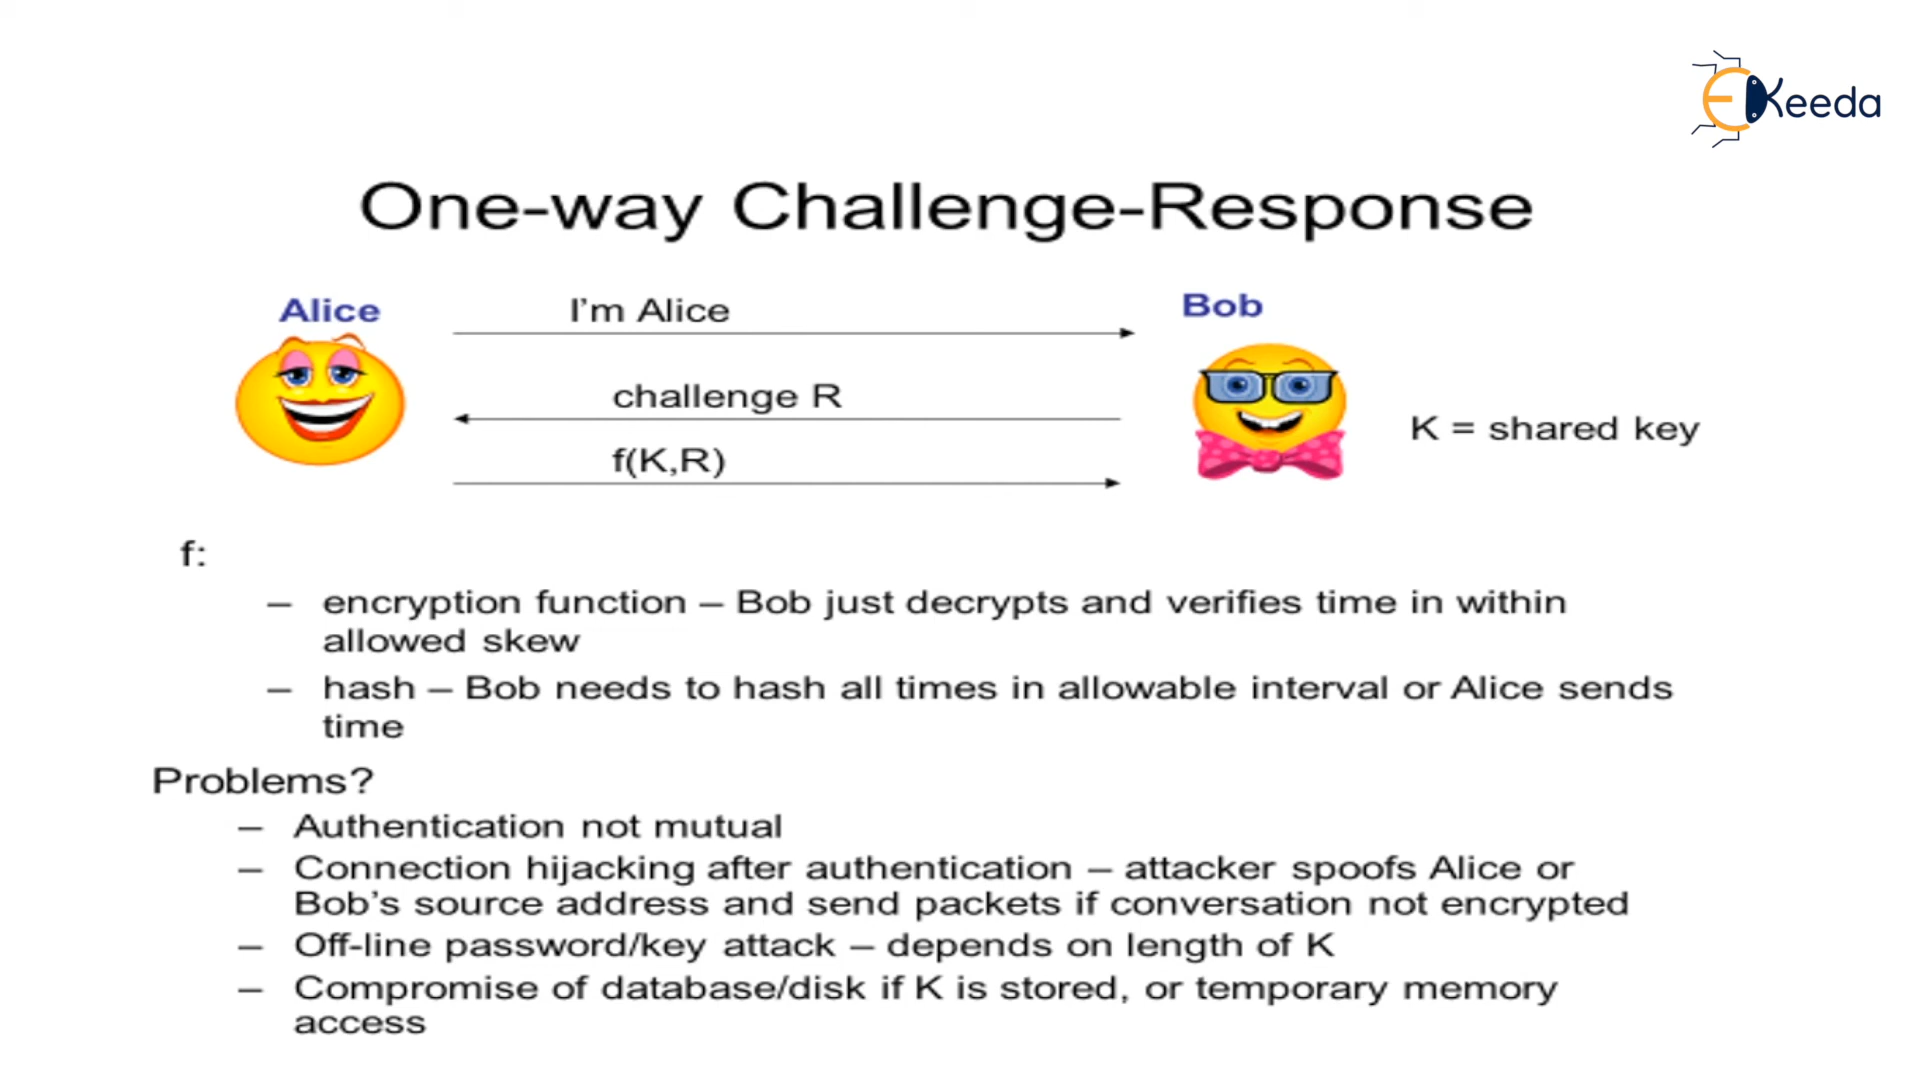 EKeeda
One-way Challenge-Response
Alice
I'm Alice
Bob
challenge R
K = shared key
f(K,R)
f:
– encryption function – Bob just decrypts and verifies time in within
allowed skew
– hash – Bob needs to hash all times in allowable interval or Alice sends
time
Problems?
– Authentication not mutual
– Connection hijacking after authentication – attacker spoofs Alice or
Bob's source address and send packets if conversation not encrypted
– Off-line password/key attack – depends on length of K
– Compromise of database/disk if K is stored, or temporary memory
access